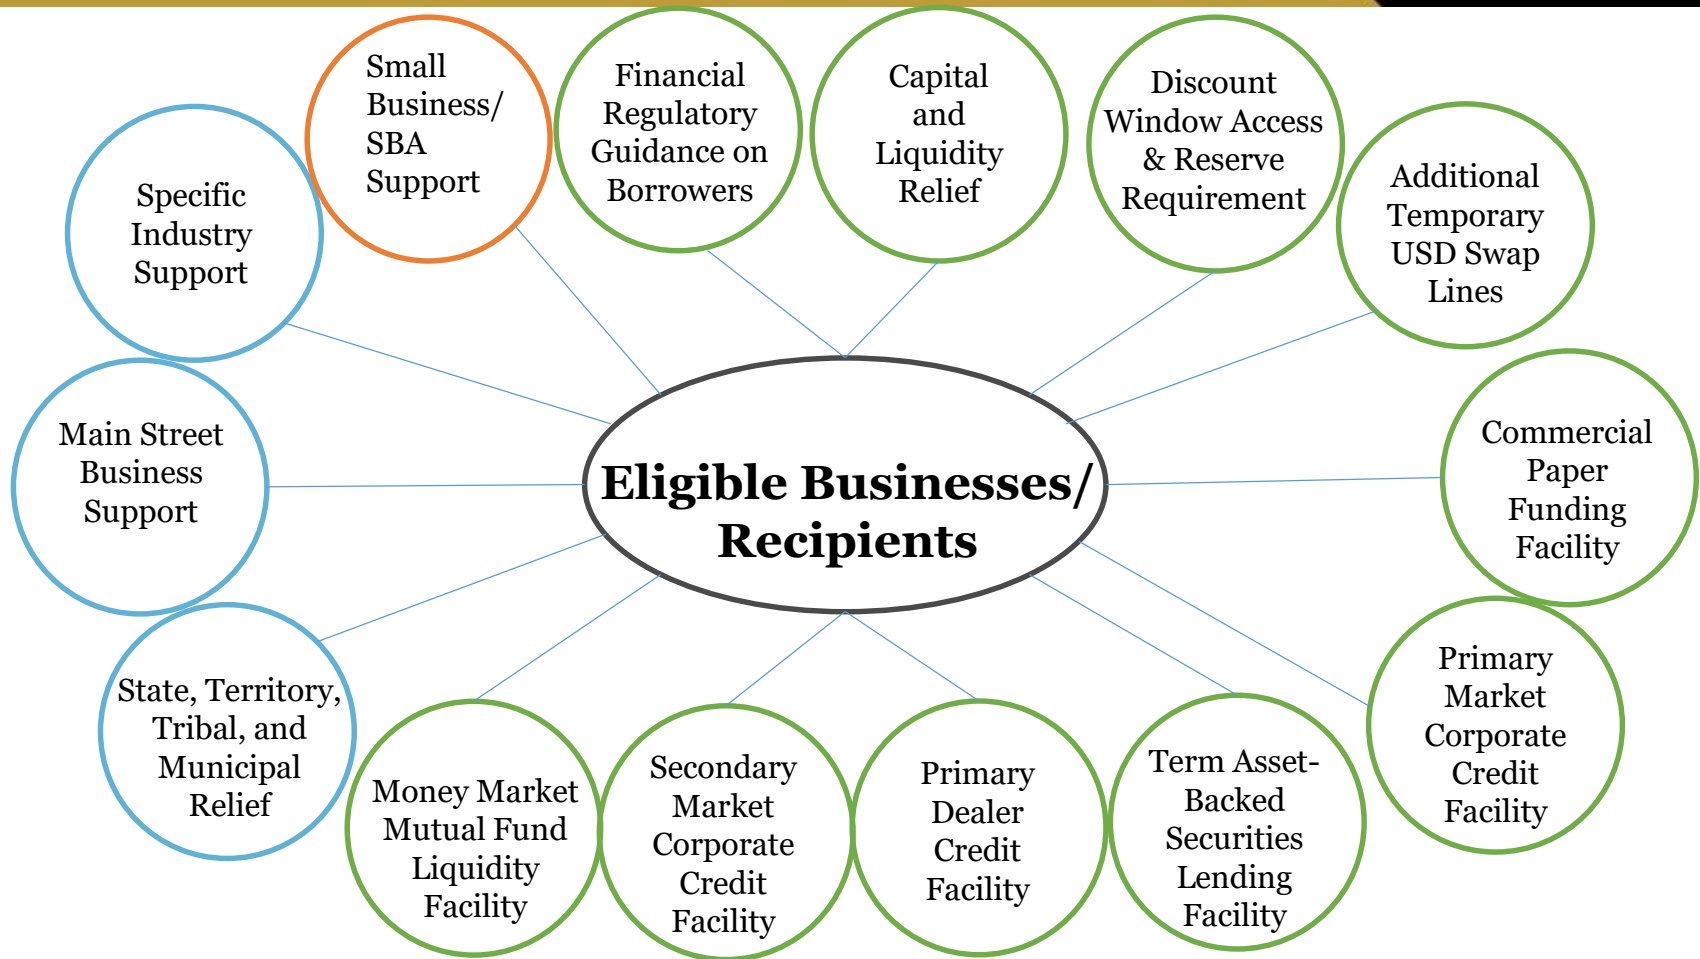 Small
Business/
SBA
Support
Financial
Regulatory
Guidance on
Borrowers
Capital
and
Liquidity
Relief
Discount
Window Access
& Reserve
Requirement
Additional
Temporary
USD Swap
Lines
Specific
Industry
Support
Main Street
Business
Support
Eligible Businesses/
Recipients
Commercial
Paper
Funding
Facility
Primary
Market
Corporate
Credit
Facility
State, Territory,
Tribal, and
Municipal
Relief
Money Market
Mutual Fund
Liquidity
Facility
Secondary
Market
Corporate
Credit
Facility
Primary
Dealer
Credit
Facility
Term Asset-
Backed
Securities
Lending
Facility